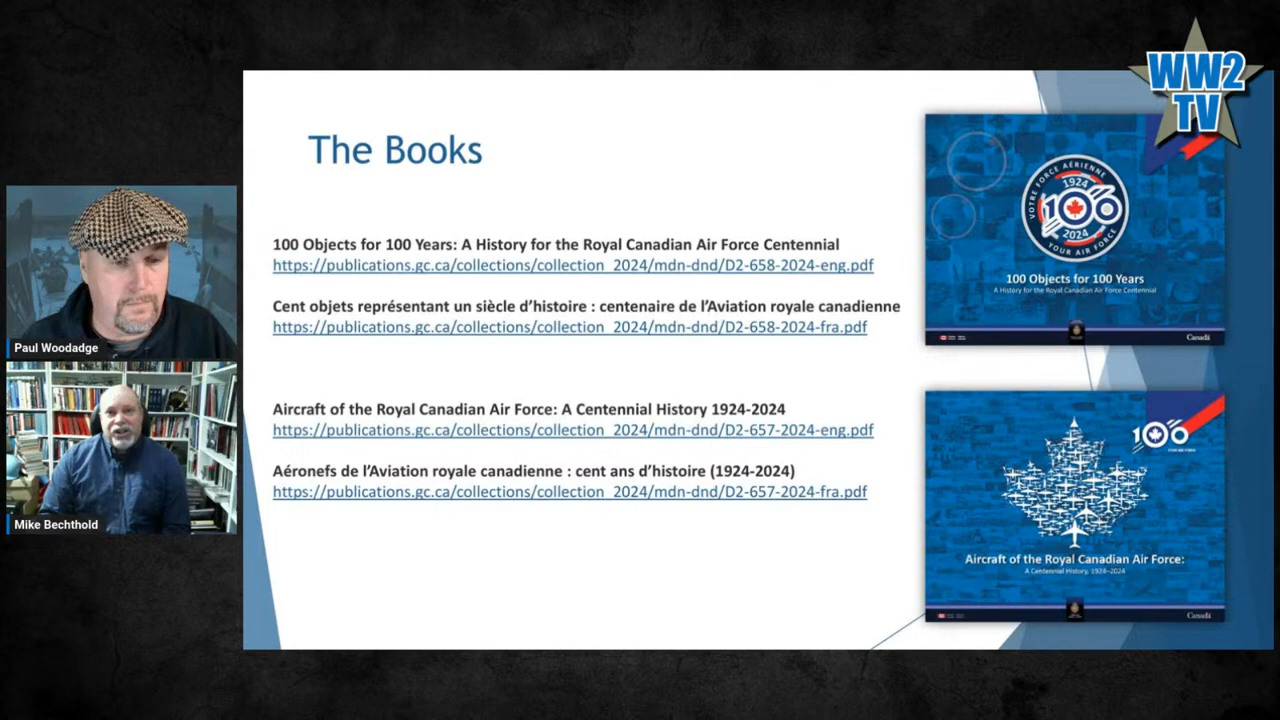 WW2
TV
The Books
100 Objects for 100 Years: A History for the Royal Canadian Air Force Centennial
https://publications.gc.ca/collections/collection_2024/mdn-dnd/D2-658-2024-eng.pdf
Cent objets représentant un siècle d'histoire : centenaire de l'Aviation royale canadienne
https://publications.gc.ca/collections/collection_2024/mdn-dnd/D2-658-2024-fra.pdf
Aircraft of the Royal Canadian Air Force: A Centennial History 1924-2024
https://publications.gc.ca/collections/collection_2024/mdn-dnd/D2-657-2024-eng.pdf
Aéronefs de l'Aviation royale canadienne : cent ans d'histoire (1924-2024)
https://publications.gc.ca/collections/collection_2024/mdn-dnd/D2-657-2024-fra.pdf
VOTRE FORCE AÉRIENNE
1924
100
2024
YOUR AIR FORCE
100 Objects for 100 Years
A History for the Royal Canadian Air Force Centennial
Canada
100
YOUR AIR FORCE
Aircraft of the Royal Canadian Air Force:
A Centennial History, 1924–2024
Canada
Paul Woodadge
Mike Bechthold